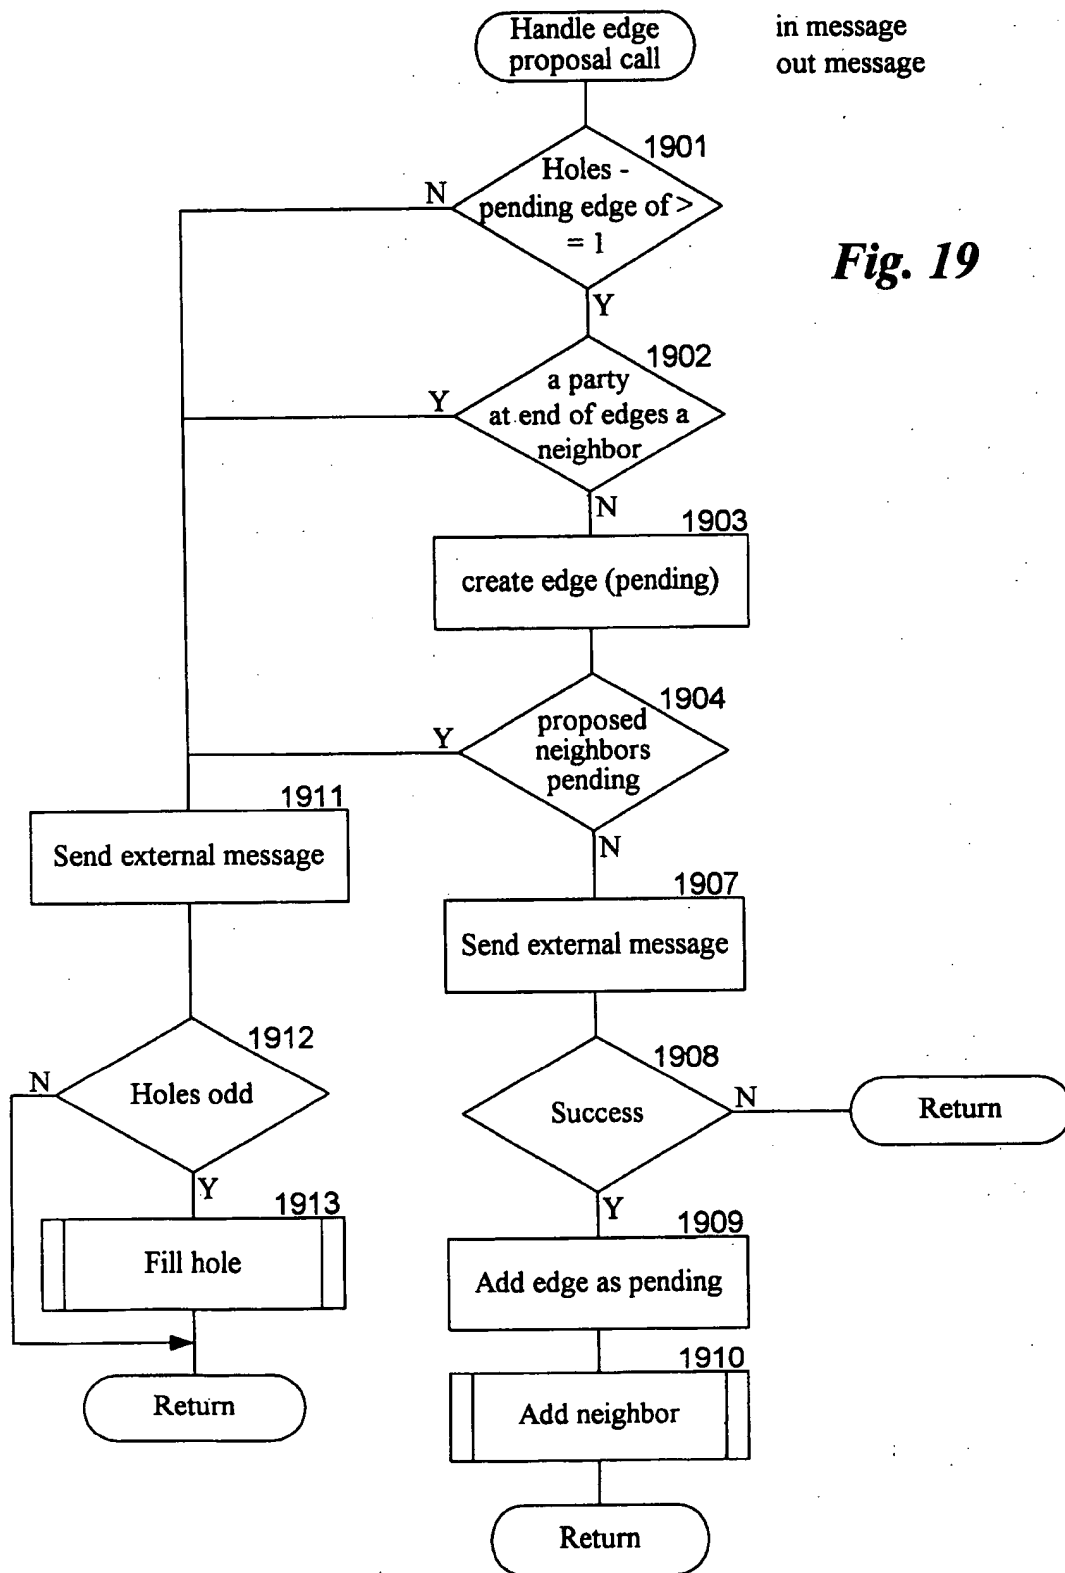 Handle edge
proposal call
in message
out message
1901
Holes -
pending edge of >
= 1
N
Y
Fig. 19
1902
a party
at end of edges a
neighbor
Y
N
1903
create edge (pending)
1904
proposed
neighbors
pending
Y
N
1911
Send external message
1907
Send external message
1912
Holes odd
N
Y
1908
Success
N
Return
Y
1913
Fill hole
1909
Add edge as pending
1910
Add neighbor
Return
Return